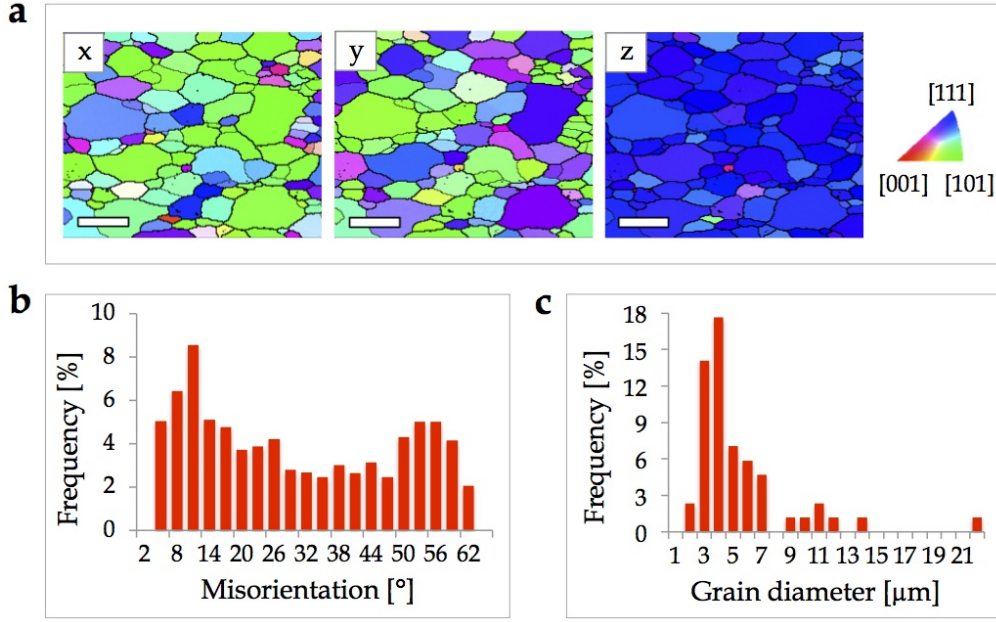 a
x
y
z
[111]
[001] [101]
b
Frequency [%]
10
8
6
4
2
0
2 8 14 20 26 32 38 44 50 56 62
Misorientation [°]
c
Frequency [%]
18
15
12
9
6
3
0
1 3 5 7 9 11 13 15 17 19 21
Grain diameter [µm]